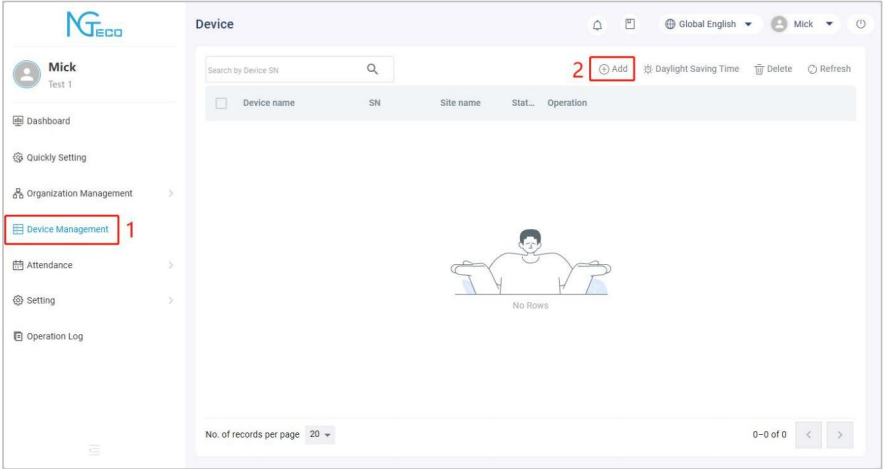 NGTECO
Device
Global English
Mick
Mick
Test 1
Search by Device SN
2
Add
Daylight Saving Time
Delete
Refresh
Device name SN Site name Stat... Operation
Dashboard
Quickly Setting
Organization Management
Device Management
1
Attendance
Setting
Operation Log
No Rows
No. of records per page 20
0-0 of 0